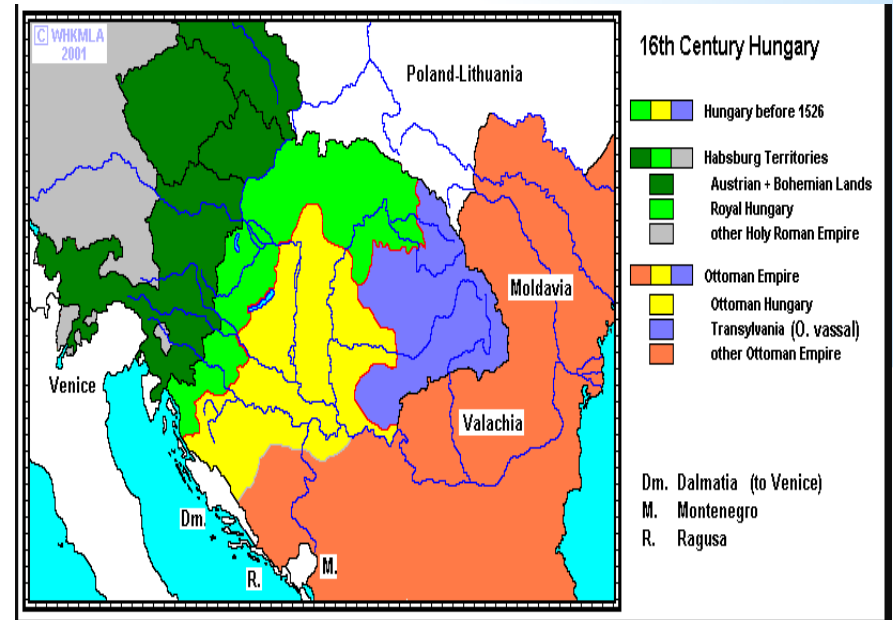 © WHKMLA
2001
Poland-Lithuania
Moldavia
Venice
Valachia
Dm.
R.
M.
16th Century Hungary
Hungary before 1526
Habsburg Territories
Austrian + Bohemian Lands
Royal Hungary
other Holy Roman Empire
Ottoman Empire
Ottoman Hungary
Transylvania (O. vassal)
other Ottoman Empire
Dm. Dalmatia (to Venice)
M. Montenegro
R. Ragusa